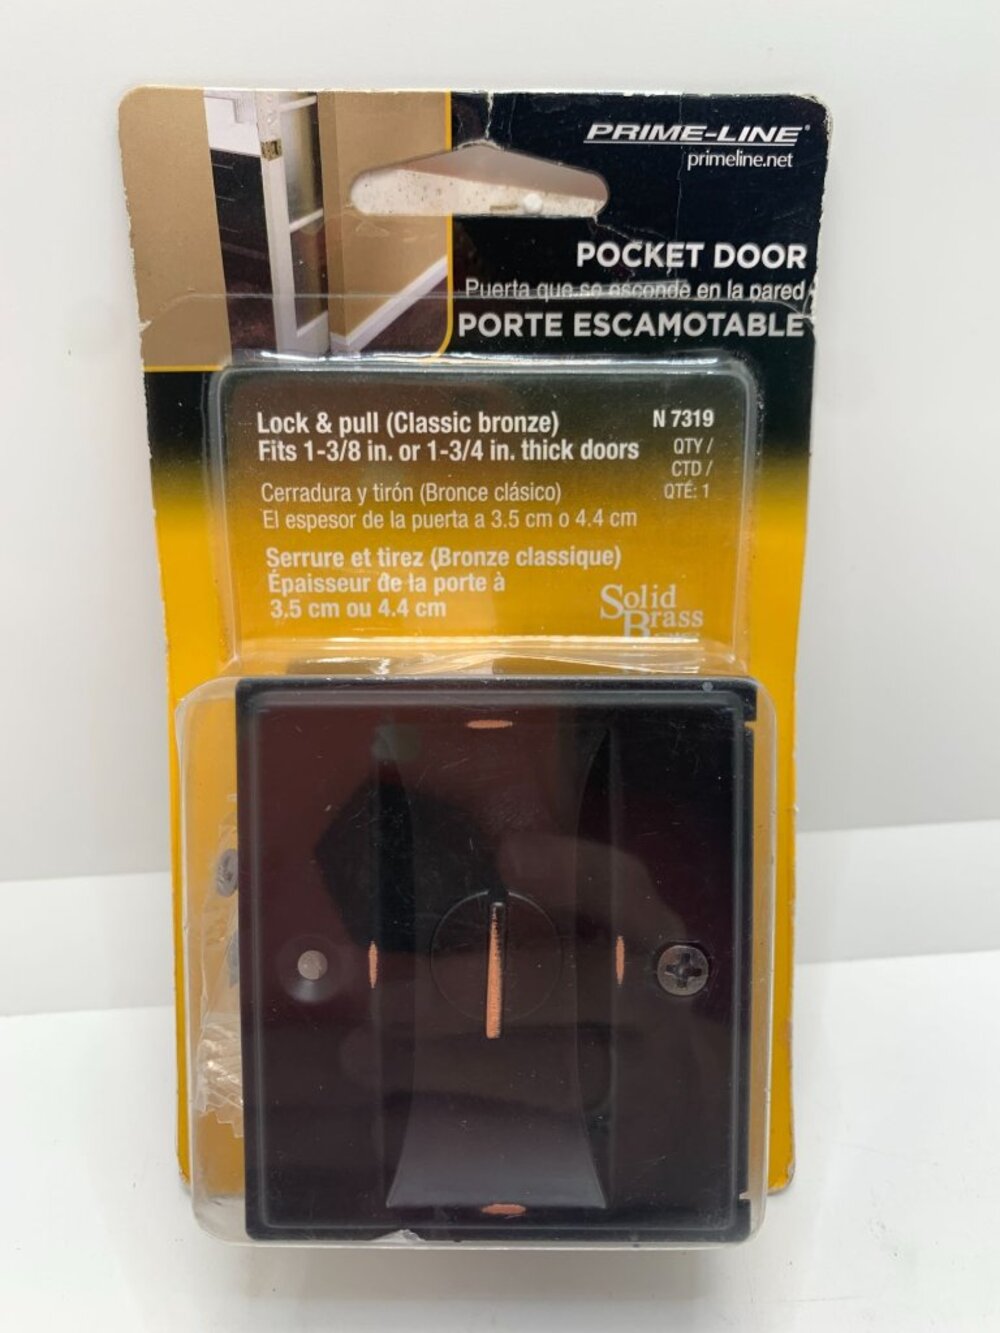 PRIME-LINE®
primeline.net
POCKET DOOR
Puerta que se esconde en la pared
PORTE ESCAMOTABLE
Lock & pull (Classic bronze)
Fits 1-3/8 in. or 1-3/4 in. thick doors
N 7319
QTY /
CTD /
QTÉ: 1
Cerradura y tirón (Bronce clásico)
El espesor de la puerta a 3.5 cm o 4.4 cm
Serrure et tirez (Bronze classique)
Épaisseur de la porte à
3.5 cm ou 4.4 cm
Solid
Brass